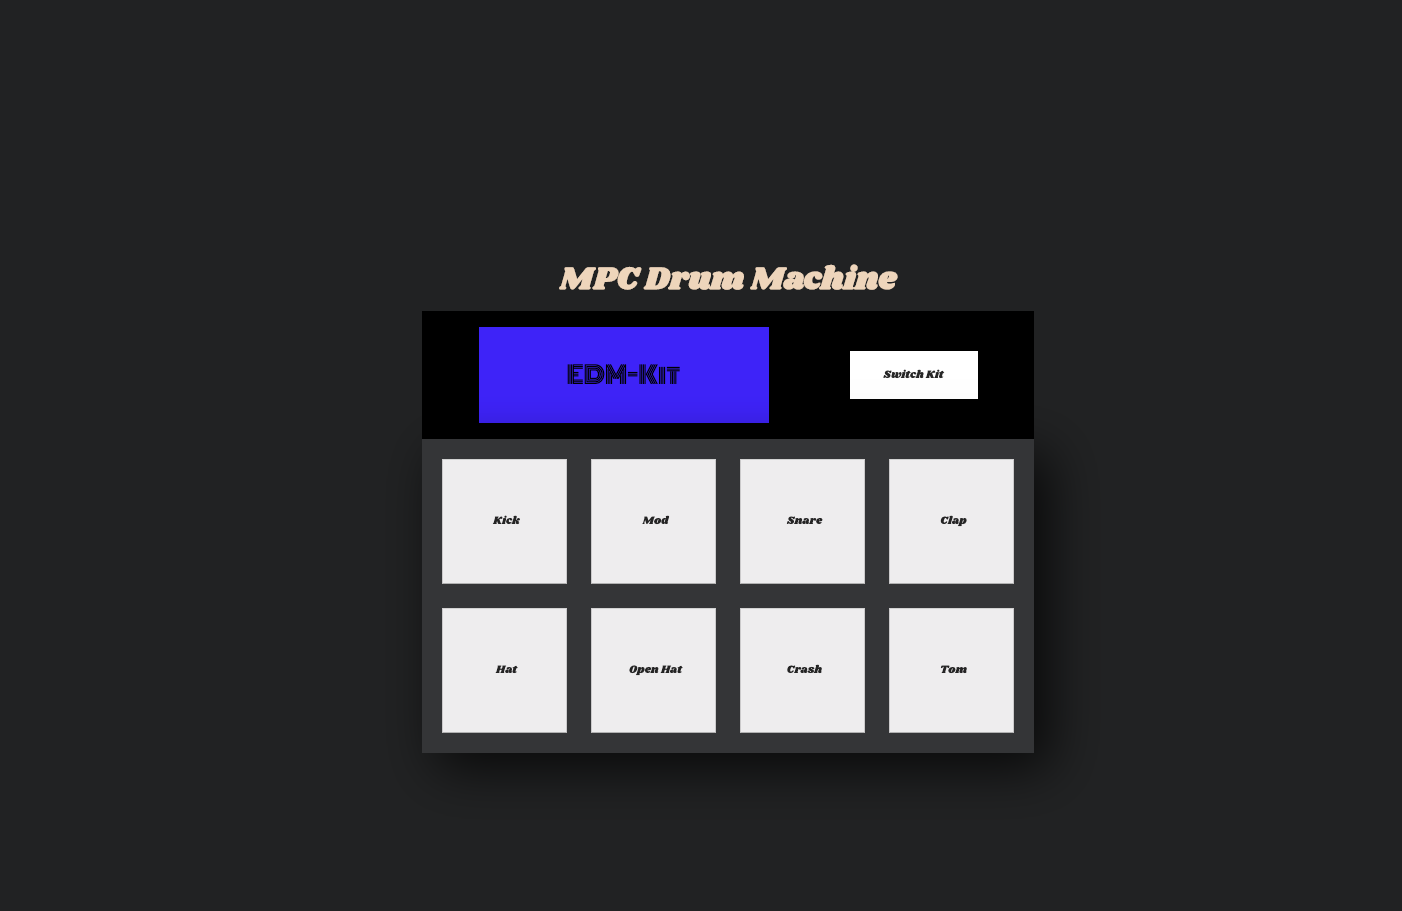 MPC Drum Machine
EDM-Kit
Switch Kit
Kick
Mod
Snare
Clap
Hat
Open Hat
Crash
Tom